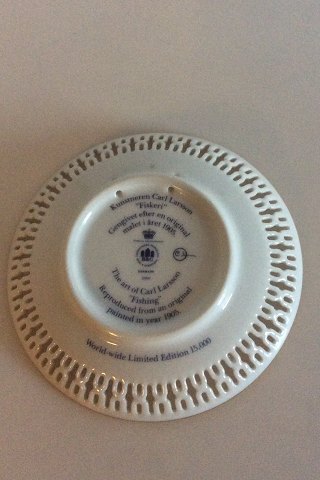 Kunstneren Carl Larsson
"Fiskeri"
Gengivet efter en original
malet i året 1905.
DENMARK
The art of Carl Larsson
"Fishing"
Reproduced from an original
painted in year 1905.
World-wide Limited Edition 15,000